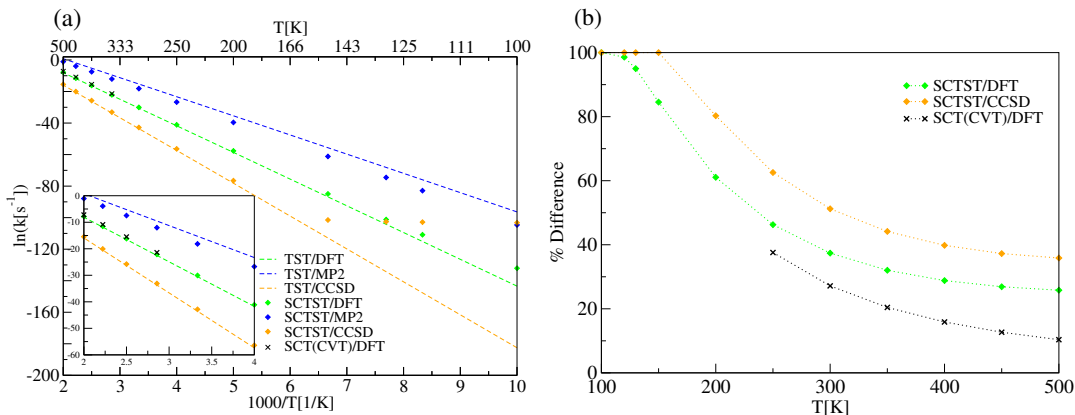 (a)
T[K]
500 333 250 200 166 143 125 111 100
0
-40
-80
-120
-160
-200
ln(k[s⁻¹])
0
-10
-20
-30
-40
-50
-60
2 2.5 3 3.5 4
TST/DFT
TST/MP2
TST/CCSD
SCTST/DFT
SCTST/MP2
SCTST/CCSD
SCT(CVT)/DFT
2 3 4 5 6 7 8 9 10
1000/T[1/K]
(b)
100
80
60
40
20
0
% Difference
SCTST/DFT
SCTST/CCSD
SCT(CVT)/DFT
100 200 300 400 500
T[K]